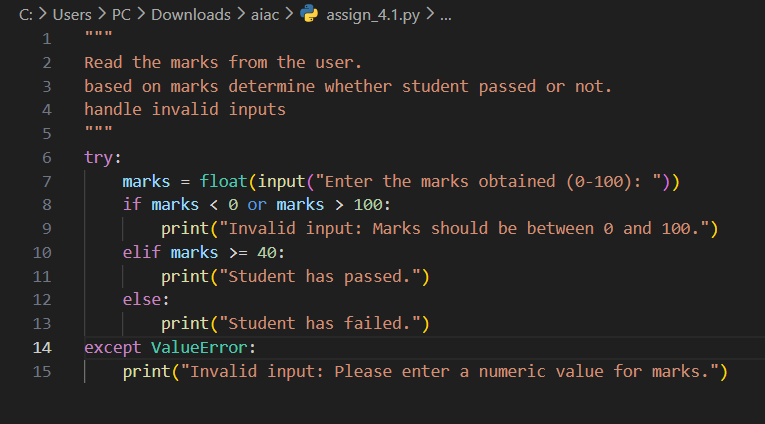 C: > Users > PC > Downloads > aiac > assign_4.1.py > ...
1 """
2 Read the marks from the user.
3 based on marks determine whether student passed or not.
4 handle invalid inputs
5 """
6 try:
7     marks = float(input("Enter the marks obtained (0-100): "))
8     if marks < 0 or marks > 100:
9         print("Invalid input: Marks should be between 0 and 100.")
10     elif marks >= 40:
11         print("Student has passed.")
12     else:
13         print("Student has failed.")
14 except ValueError:
15     print("Invalid input: Please enter a numeric value for marks.")